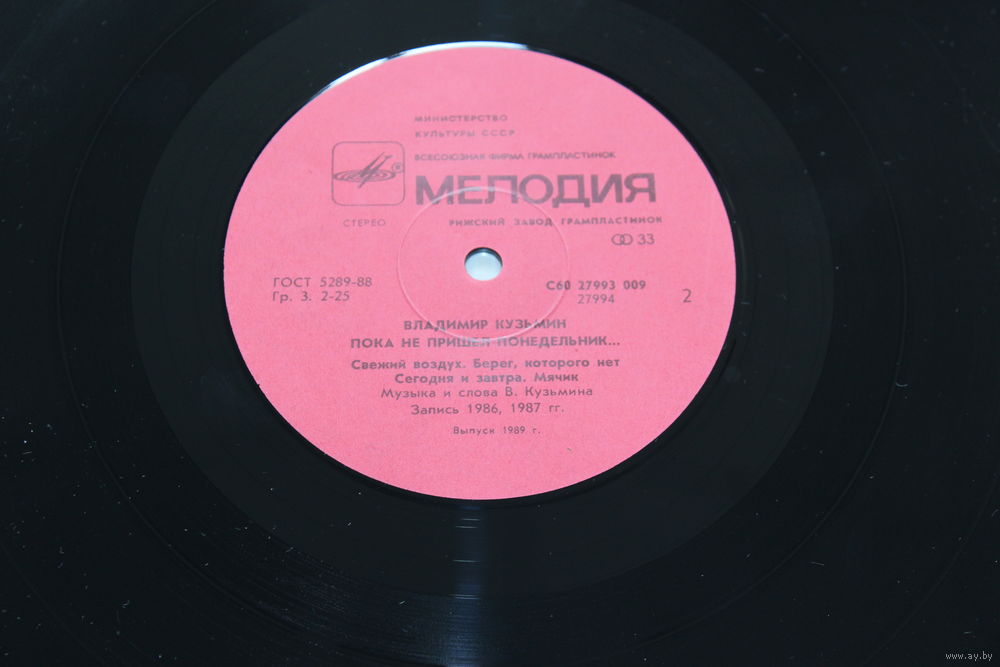 МИНИСТЕРСТВО
КУЛЬТУРЫ СССР
ВСЕСОЮЗНАЯ ФИРМА ГРАМПЛАСТИНОК
МЕЛОДИЯ
СТЕРЕО
РИЖСКИЙ ЗАВОД ГРАМПЛАСТИНОК
33
ГОСТ 5289-88
Гр. 3. 2-25
С60 27993 009
27994
2
ВЛАДИМИР КУЗЬМИН
ПОКА НЕ ПРИШЕЛ ПОНЕДЕЛЬНИК...
Свежий воздух. Берег, которого нет
Сегодня и завтра. Мячик
Музыка и слова В. Кузьмина
Запись 1986, 1987 гг.
Выпуск 1989 г.
www.ay.by